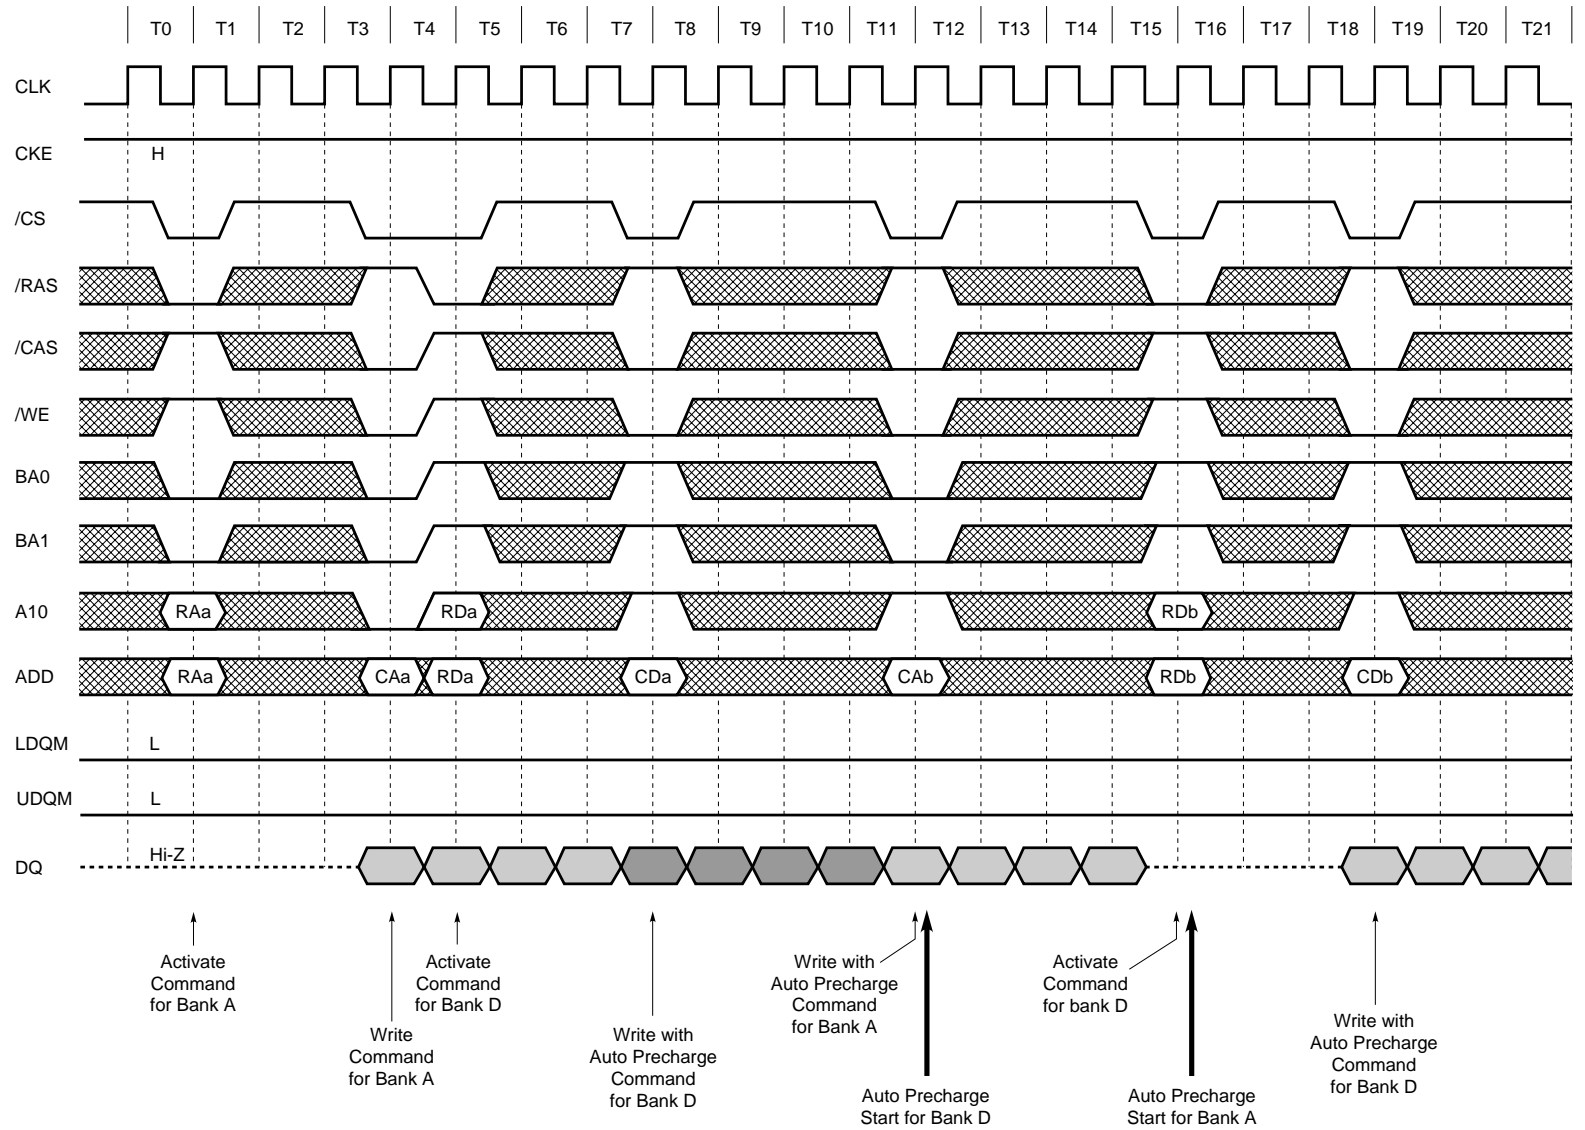 T0 T1 T2 T3 T4 T5 T6 T7 T8 T9 T10 T11 T12 T13 T14 T15 T16 T17 T18 T19 T20 T21
CLK
CKE H
/CS
/RAS
/CAS
/WE
BA0
BA1
A10 RAa RDa RDb
ADD RAa CAa RDa CDa CAb RDb CDb
LDQM L
UDQM L
DQ Hi-Z
Activate
Command
for Bank A
Write
Command
for Bank A
Activate
Command
for Bank D
Write with
Auto Precharge
Command
for Bank D
Write with
Auto Precharge
Command
for Bank A
Auto Precharge
Start for Bank D
Activate
Command
for bank D
Auto Precharge
Start for Bank A
Write with
Auto Precharge
Command
for Bank D